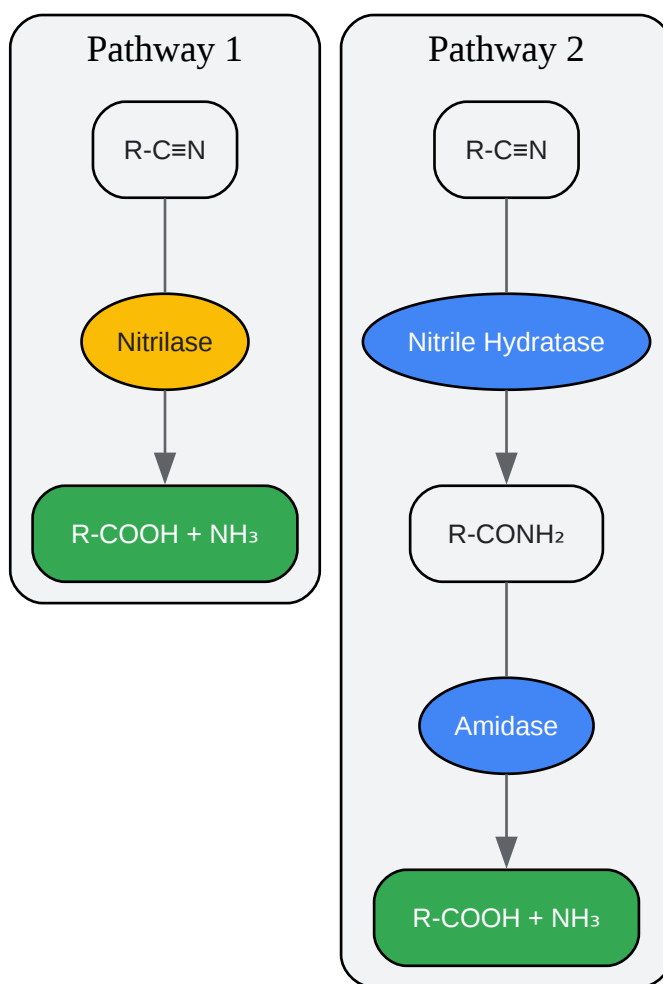 Pathway 1
R-C≡N
Nitrilase
R-COOH + NH₃
Pathway 2
R-C≡N
Nitrile Hydratase
R-CONH₂
Amidase
R-COOH + NH₃